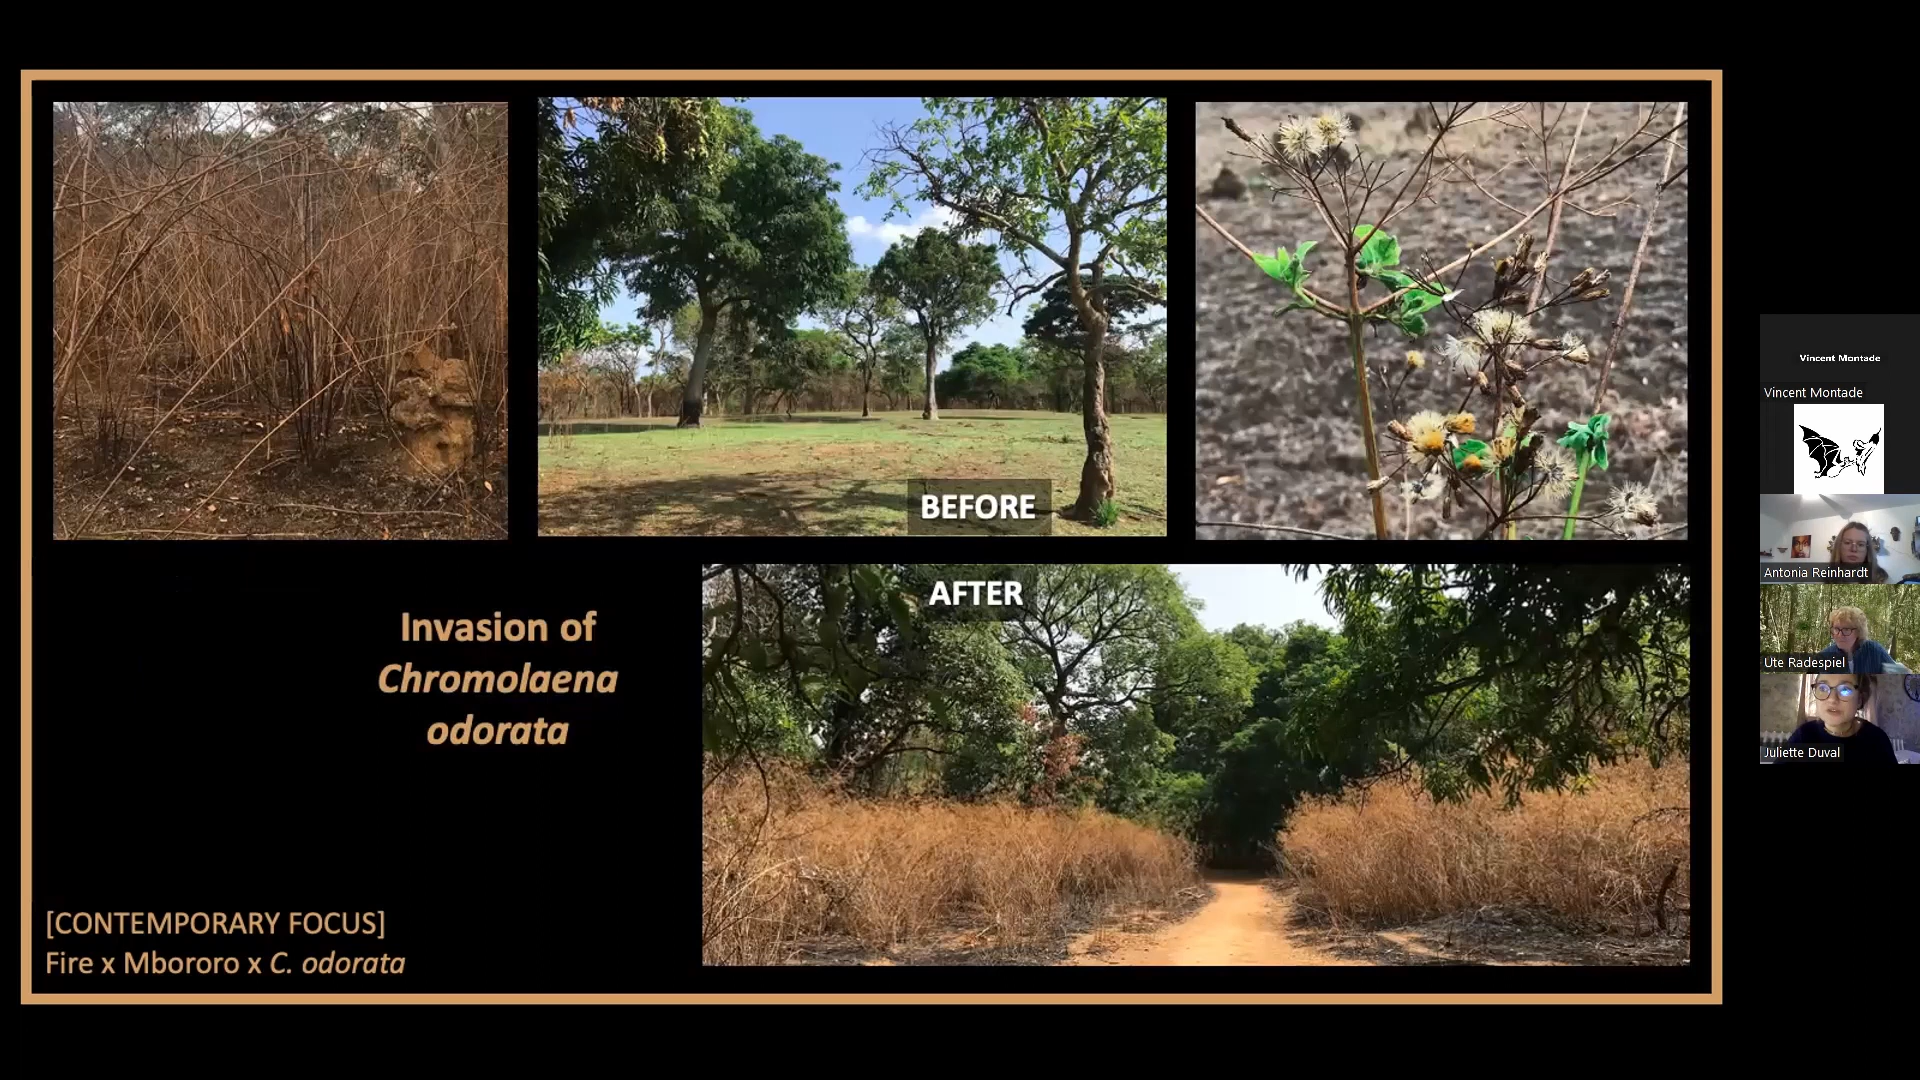 BEFORE
AFTER
Invasion of
Chromolaena
odorata
[CONTEMPORARY FOCUS]
Fire x Mbororo x C. odorata
Vincent Montade
Vincent Montade
Antonia Reinhardt
Ute Radespiel
Juliette Duval